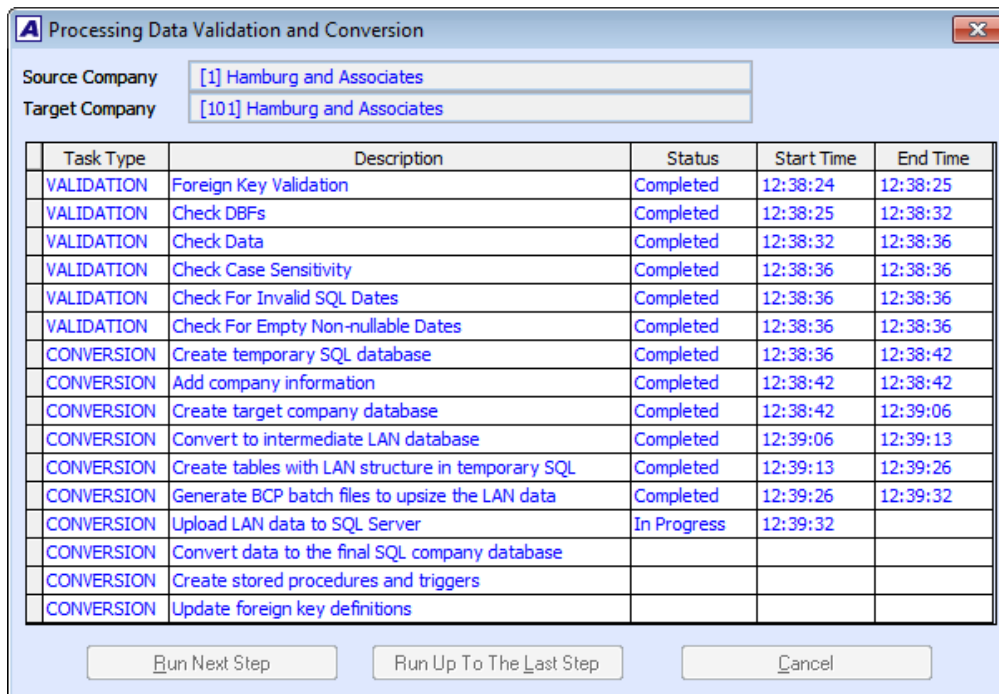 A Processing Data Validation and Conversion
Source Company [1] Hamburg and Associates
Target Company [101] Hamburg and Associates
Task Type Description Status Start Time End Time
VALIDATION Foreign Key Validation Completed 12:38:24 12:38:25
VALIDATION Check DBFs Completed 12:38:25 12:38:32
VALIDATION Check Data Completed 12:38:32 12:38:36
VALIDATION Check Case Sensitivity Completed 12:38:36 12:38:36
VALIDATION Check For Invalid SQL Dates Completed 12:38:36 12:38:36
VALIDATION Check For Empty Non-nullable Dates Completed 12:38:36 12:38:36
CONVERSION Create temporary SQL database Completed 12:38:36 12:38:42
CONVERSION Add company information Completed 12:38:42 12:38:42
CONVERSION Create target company database Completed 12:38:42 12:39:06
CONVERSION Convert to intermediate LAN database Completed 12:39:06 12:39:13
CONVERSION Create tables with LAN structure in temporary SQL Completed 12:39:13 12:39:26
CONVERSION Generate BCP batch files to upsize the LAN data Completed 12:39:26 12:39:32
CONVERSION Upload LAN data to SQL Server In Progress 12:39:32
CONVERSION Convert data to the final SQL company database
CONVERSION Create stored procedures and triggers
CONVERSION Update foreign key definitions
Run Next Step Run Up To The Last Step Cancel